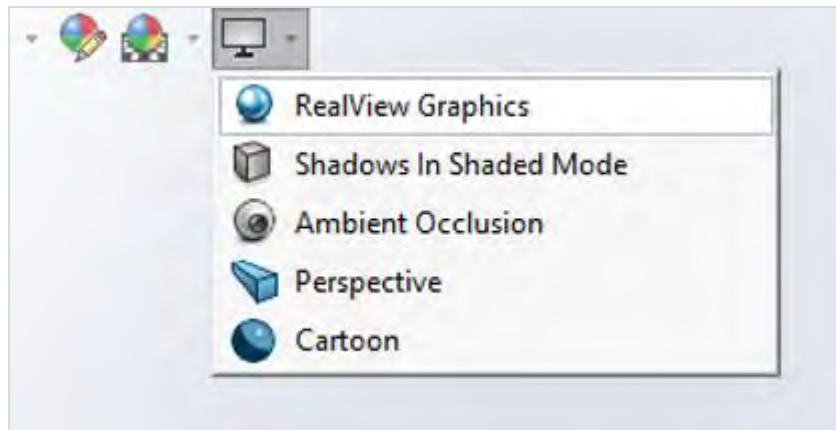 RealView Graphics
Shadows In Shaded Mode
Ambient Occlusion
Perspective
Cartoon